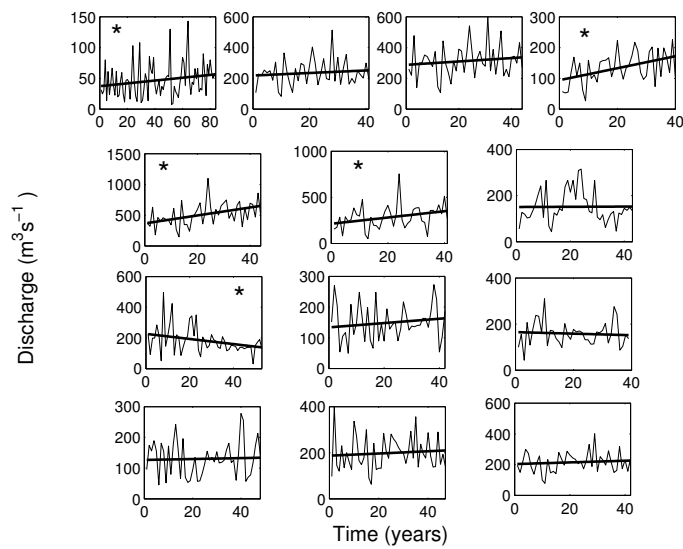 150 * 600 600 300 *
100 400 400 200
50 200 200 100
0 0 0 0
0 20 40 60 80 0 20 40 0 20 40 0 20 40
1500 * 1000 * 400
1000
500 500 200
0 0 0
0 20 40 0 20 40 0 20 40
600 * 300 400
400 200
200 100 200
0 0 0
0 20 40 0 20 40 0 10 20 30 40
300 400 600
200 400
100 200 200
0 0 0
0 20 40 0 20 40 0 20 40
Discharge (m³s⁻¹)
Time (years)